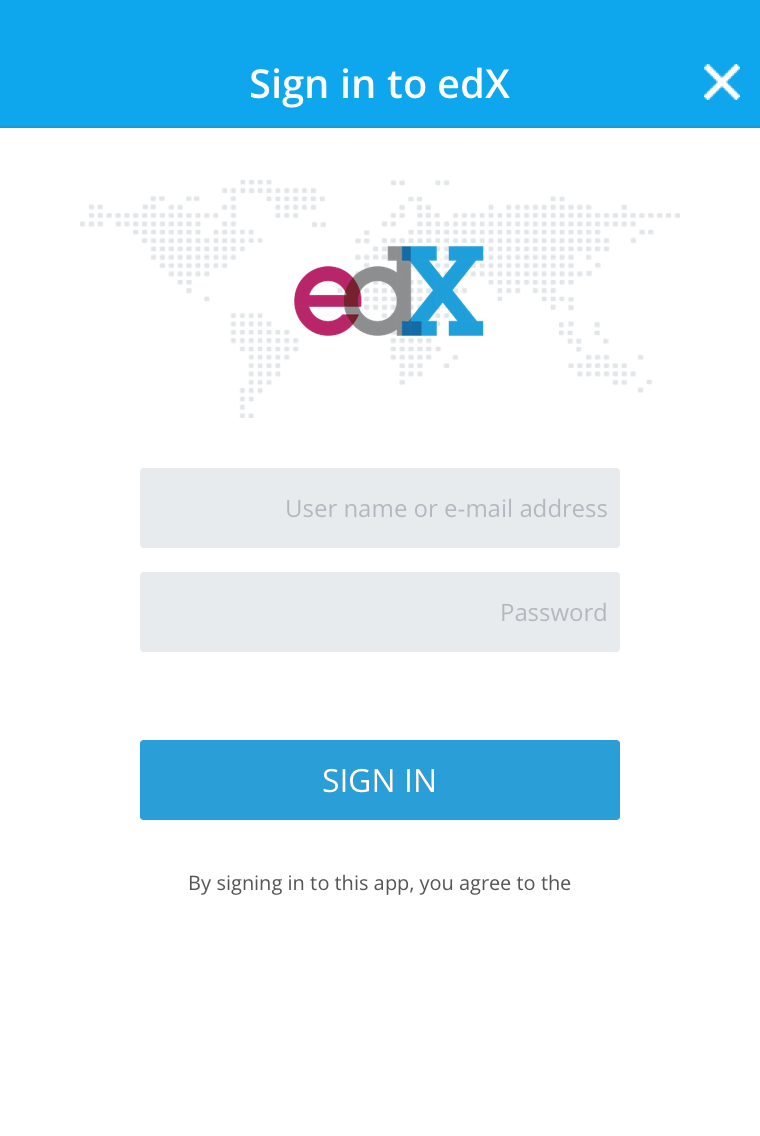 Sign in to edX
edX
User name or e-mail address
Password
SIGN IN
By signing in to this app, you agree to the